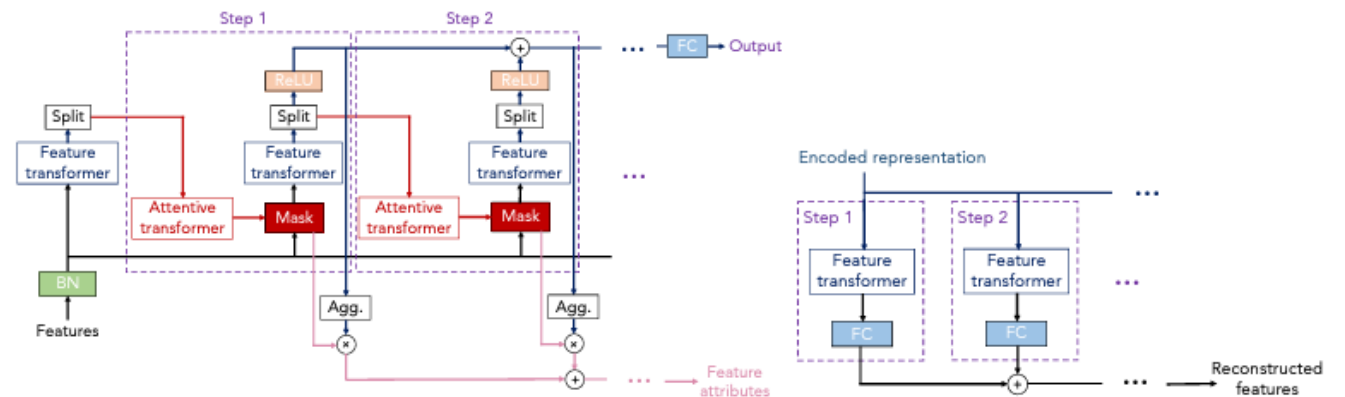 Step 1
Step 2
...
FC
Output
ReLU
ReLU
Split
Split
Split
Feature
transformer
Feature
transformer
Feature
transformer
...
Attentive
transformer
Mask
Attentive
transformer
Mask
BN
Features
Agg.
Agg.
×
×
+
+
...
Feature
attributes
Encoded representation
...
Step 1
Step 2
Feature
transformer
Feature
transformer
...
FC
FC
+
...
Reconstructed
features